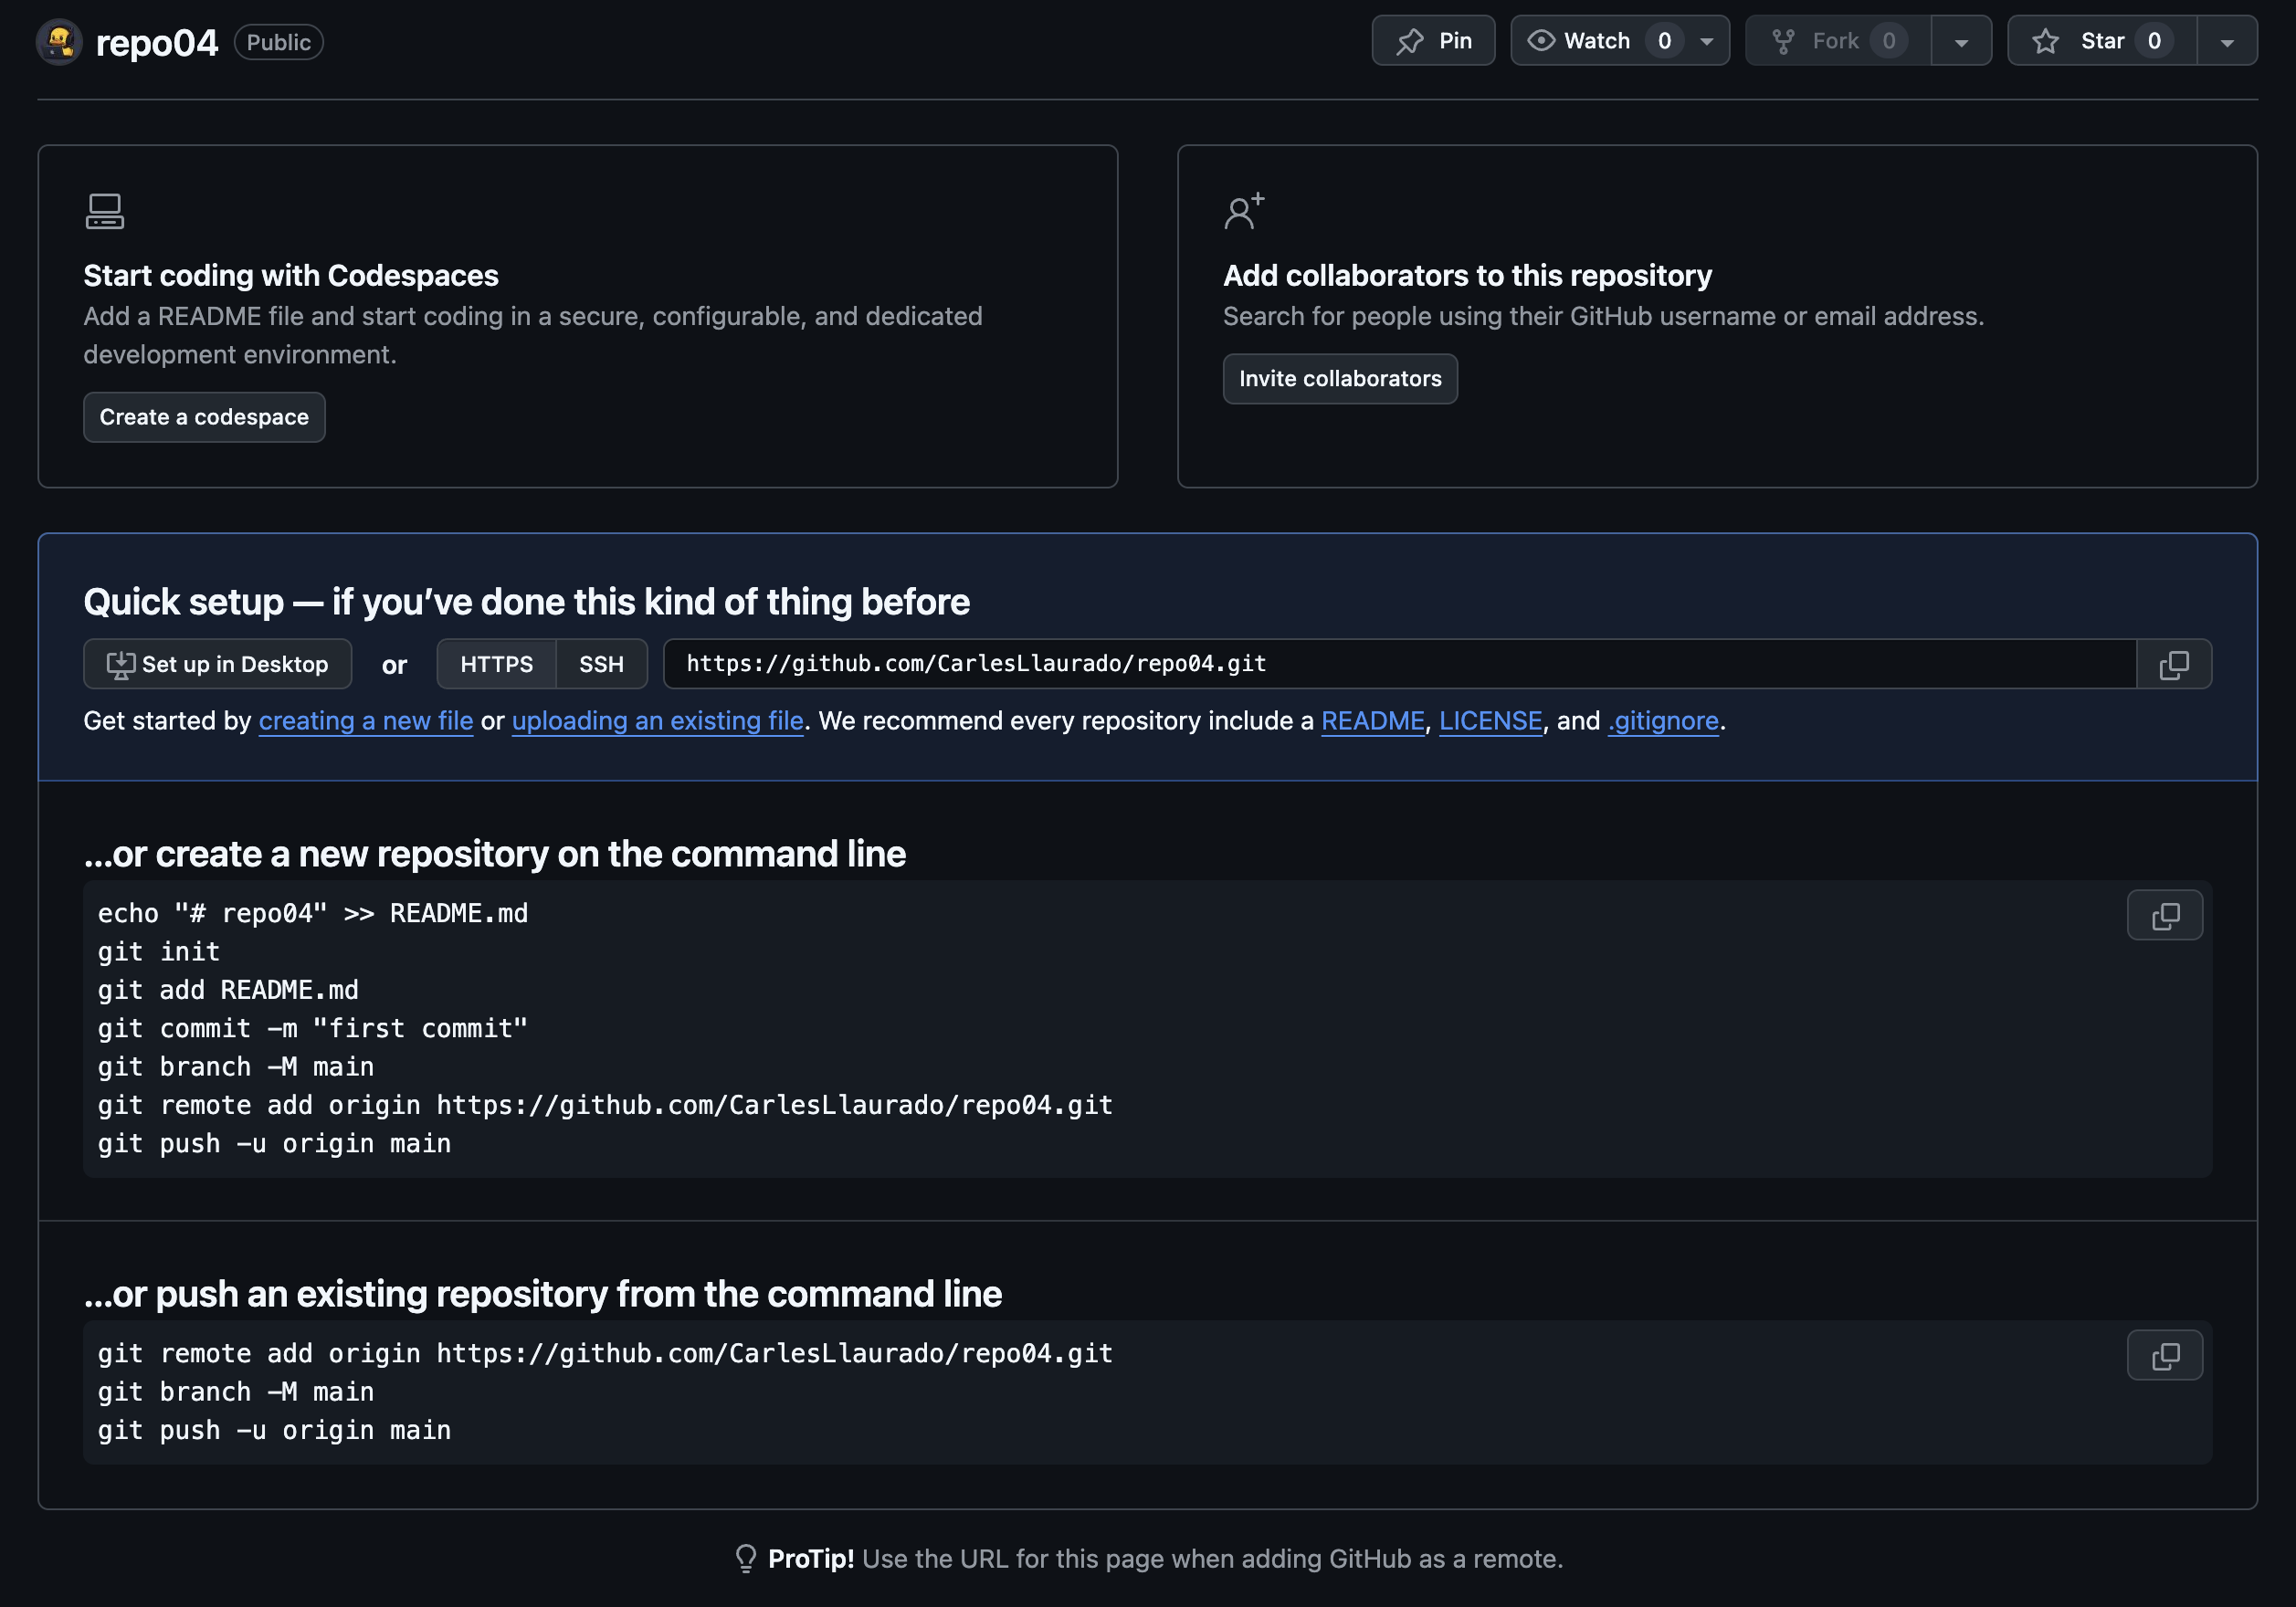 repo04 Public Pin Watch 0 Fork 0 Star 0
Start coding with Codespaces
Add a README file and start coding in a secure, configurable, and dedicated
development environment.
Create a codespace
Add collaborators to this repository
Search for people using their GitHub username or email address.
Invite collaborators
Quick setup — if you’ve done this kind of thing before
Set up in Desktop or HTTPS SSH https://github.com/CarlesLlaurado/repo04.git
Get started by creating a new file or uploading an existing file. We recommend every repository include a README, LICENSE, and .gitignore.
…or create a new repository on the command line
echo "# repo04" >> README.md
git init
git add README.md
git commit -m "first commit"
git branch -M main
git remote add origin https://github.com/CarlesLlaurado/repo04.git
git push -u origin main
…or push an existing repository from the command line
git remote add origin https://github.com/CarlesLlaurado/repo04.git
git branch -M main
git push -u origin main
ProTip! Use the URL for this page when adding GitHub as a remote.